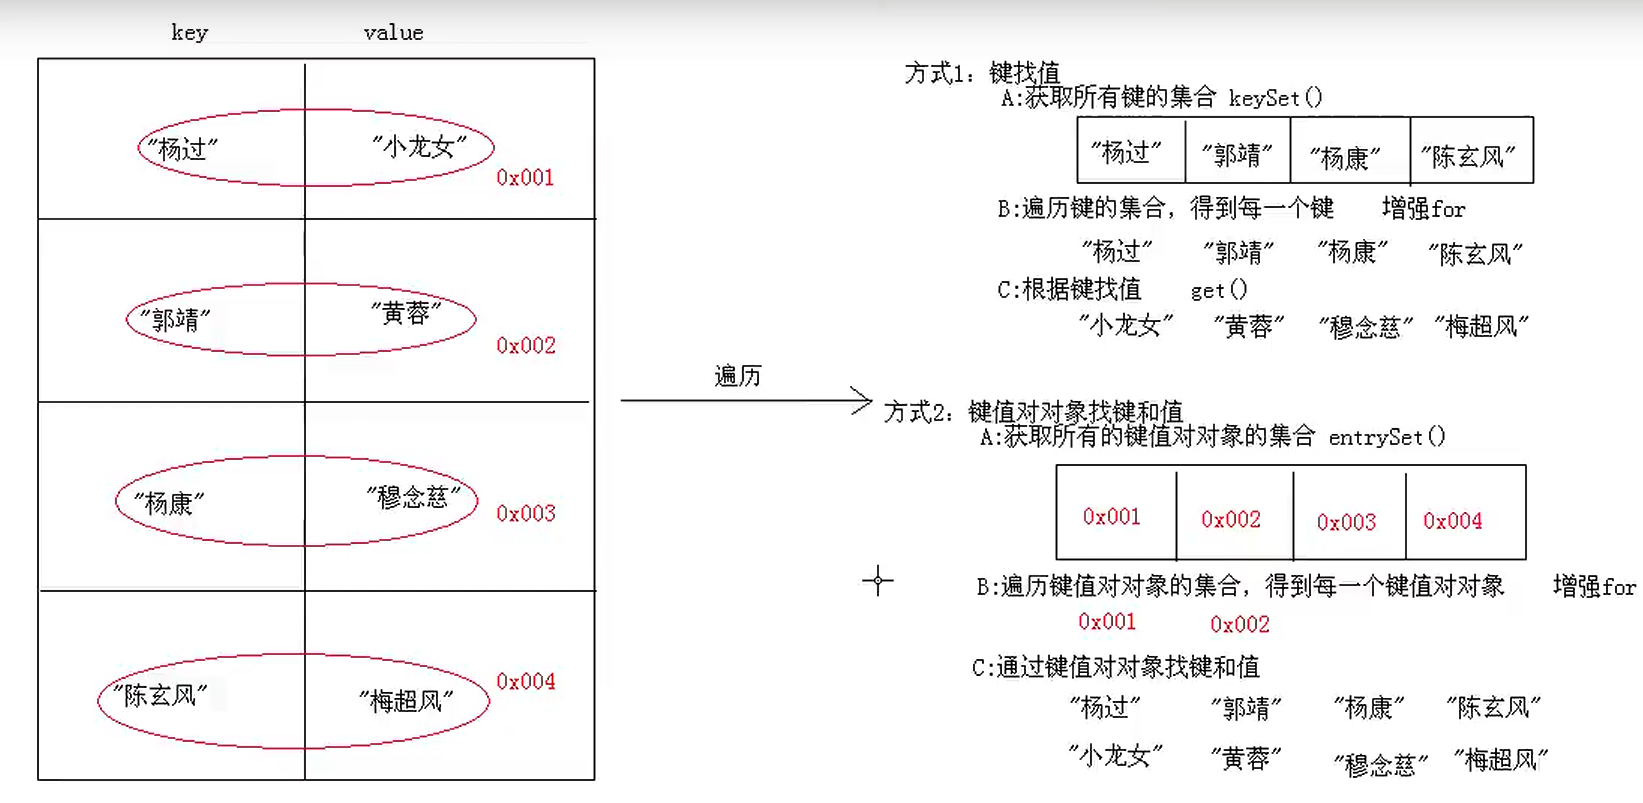 key value
"杨过" "小龙女"
0x001
"郭靖" "黄蓉"
0x002
"杨康" "穆念慈"
0x003
"陈玄风" "梅超风"
0x004
遍历
方式1：键找值
A:获取所有键的集合 keySet()
"杨过" "郭靖" "杨康" "陈玄风"
B:遍历键的集合，得到每一个键 增强for
"杨过" "郭靖" "杨康" "陈玄风"
C:根据键找值 get()
"小龙女" "黄蓉" "穆念慈" "梅超风"
方式2：键值对对象找键和值
A:获取所有的键值对对象的集合 entrySet()
0x001 0x002 0x003 0x004
B:遍历键值对对象的集合，得到每一个键值对对象 增强for
0x001 0x002
C:通过键值对对象找键和值
"杨过" "郭靖" "杨康" "陈玄风"
"小龙女" "黄蓉" "穆念慈" "梅超风"